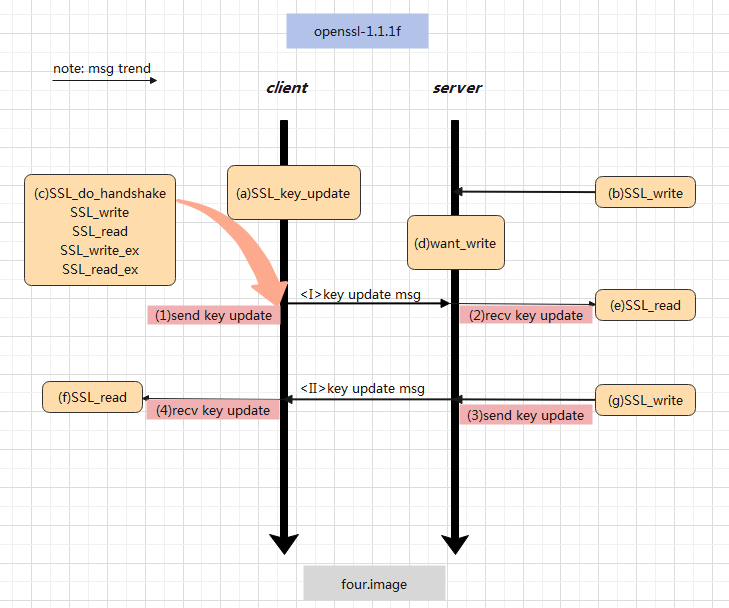 openssl-1.1.1f
note: msg trend
client
server
(c)SSL_do_handshake
SSL_write
SSL_read
SSL_write_ex
SSL_read_ex
(a)SSL_key_update
(b)SSL_write
(d)want_write
<I>key update msg
(e)SSL_read
(1)send key update
(2)recv key update
<II>key update msg
(f)SSL_read
(g)SSL_write
(4)recv key update
(3)send key update
four.image